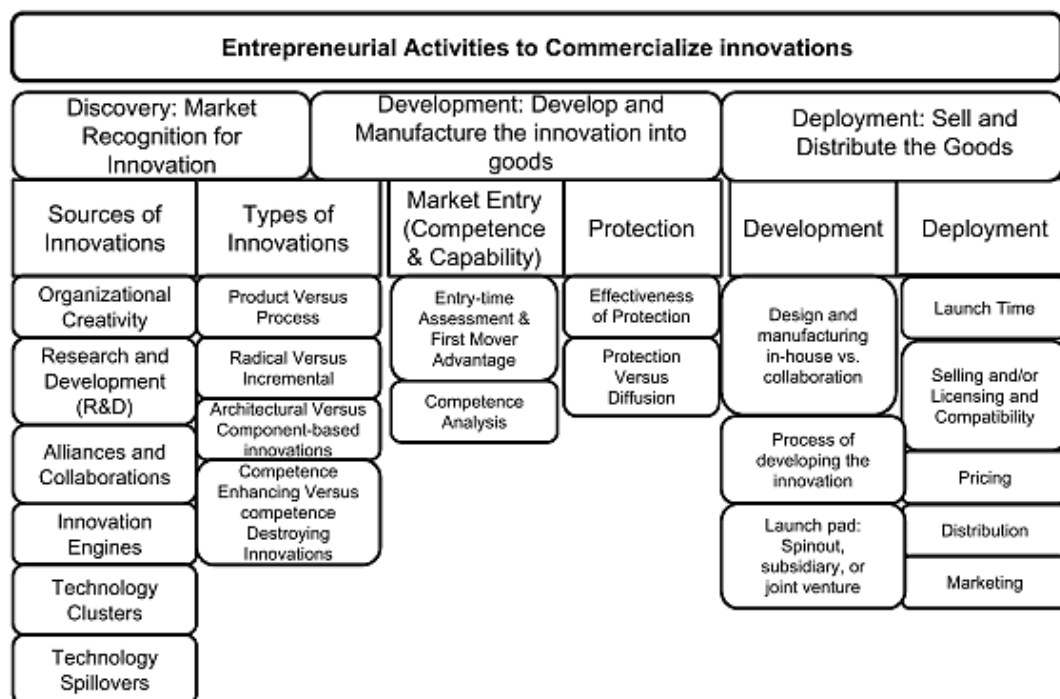 Entrepreneurial Activities to Commercialize innovations
Discovery: Market
Recognition for
Innovation
Development: Develop and
Manufacture the innovation into
goods
Deployment: Sell and
Distribute the Goods
Sources of
Innovations
Types of
Innovations
Market Entry
(Competence
& Capability)
Protection
Development
Deployment
Organizational
Creativity
Research and
Development
(R&D)
Alliances and
Collaborations
Innovation
Engines
Technology
Clusters
Technology
Spillovers
Product Versus
Process
Radical Versus
Incremental
Architectural Versus
Component-based
innovations
Competence
Enhancing Versus
competence
Destroying
Innovations
Entry-time
Assessment &
First Mover
Advantage
Competence
Analysis
Effectiveness
of Protection
Protection
Versus
Diffusion
Design and
manufacturing
in-house vs.
collaboration
Process of
developing the
innovation
Launch pad:
Spinout,
subsidiary, or
joint venture
Launch Time
Selling and/or
Licensing and
Compatibility
Pricing
Distribution
Marketing